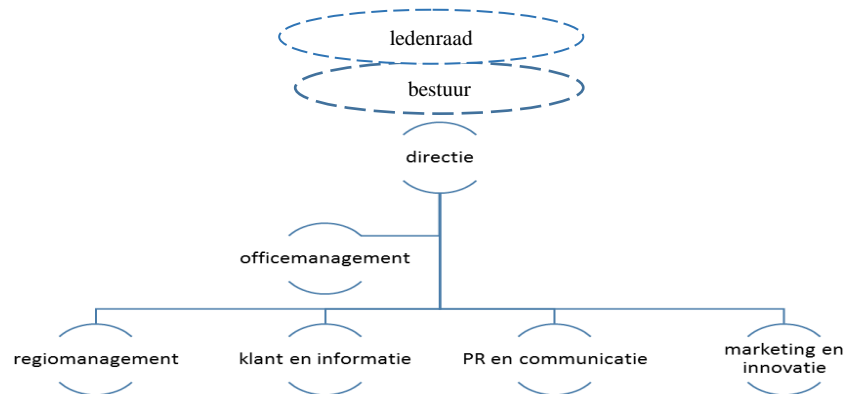 ledenraad
bestuur
directie
officemanagement
regiomanagement
klant en informatie
PR en communicatie
marketing en
innovatie